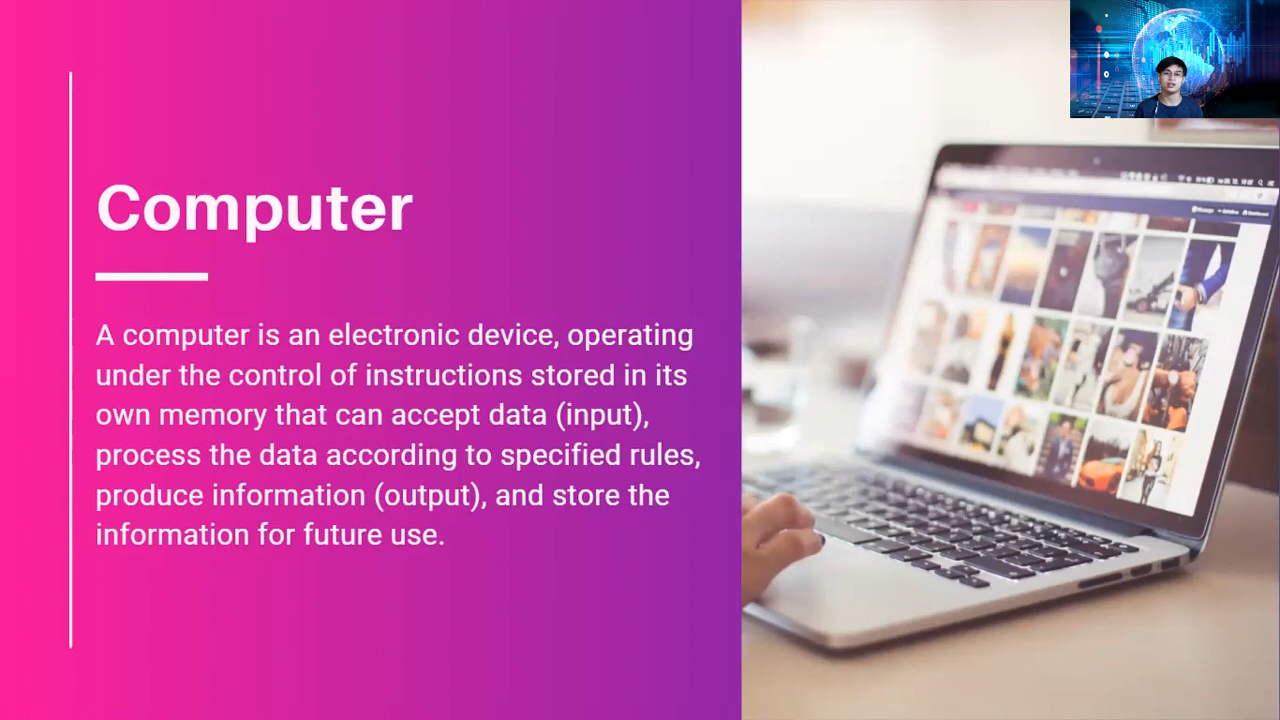 Computer
A computer is an electronic device, operating
under the control of instructions stored in its
own memory that can accept data (input),
process the data according to specified rules,
produce information (output), and store the
information for future use.